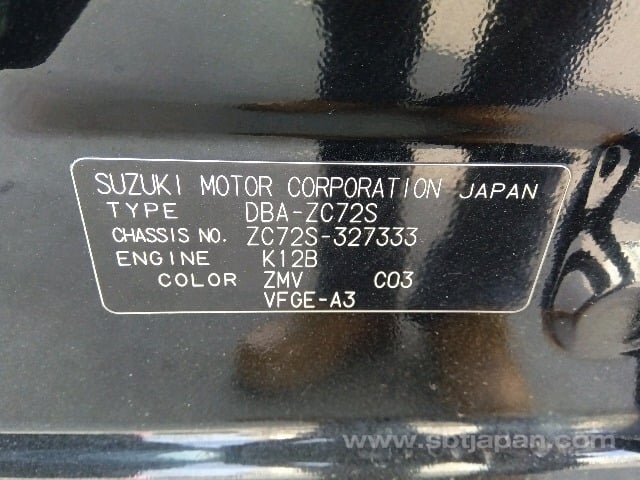 SUZUKI MOTOR CORPORATION JAPAN
TYPE DBA-ZC72S
CHASSIS NO. ZC72S-327333
ENGINE K12B
COLOR ZMV C03
VFGE-A3
www.sbtjapan.com